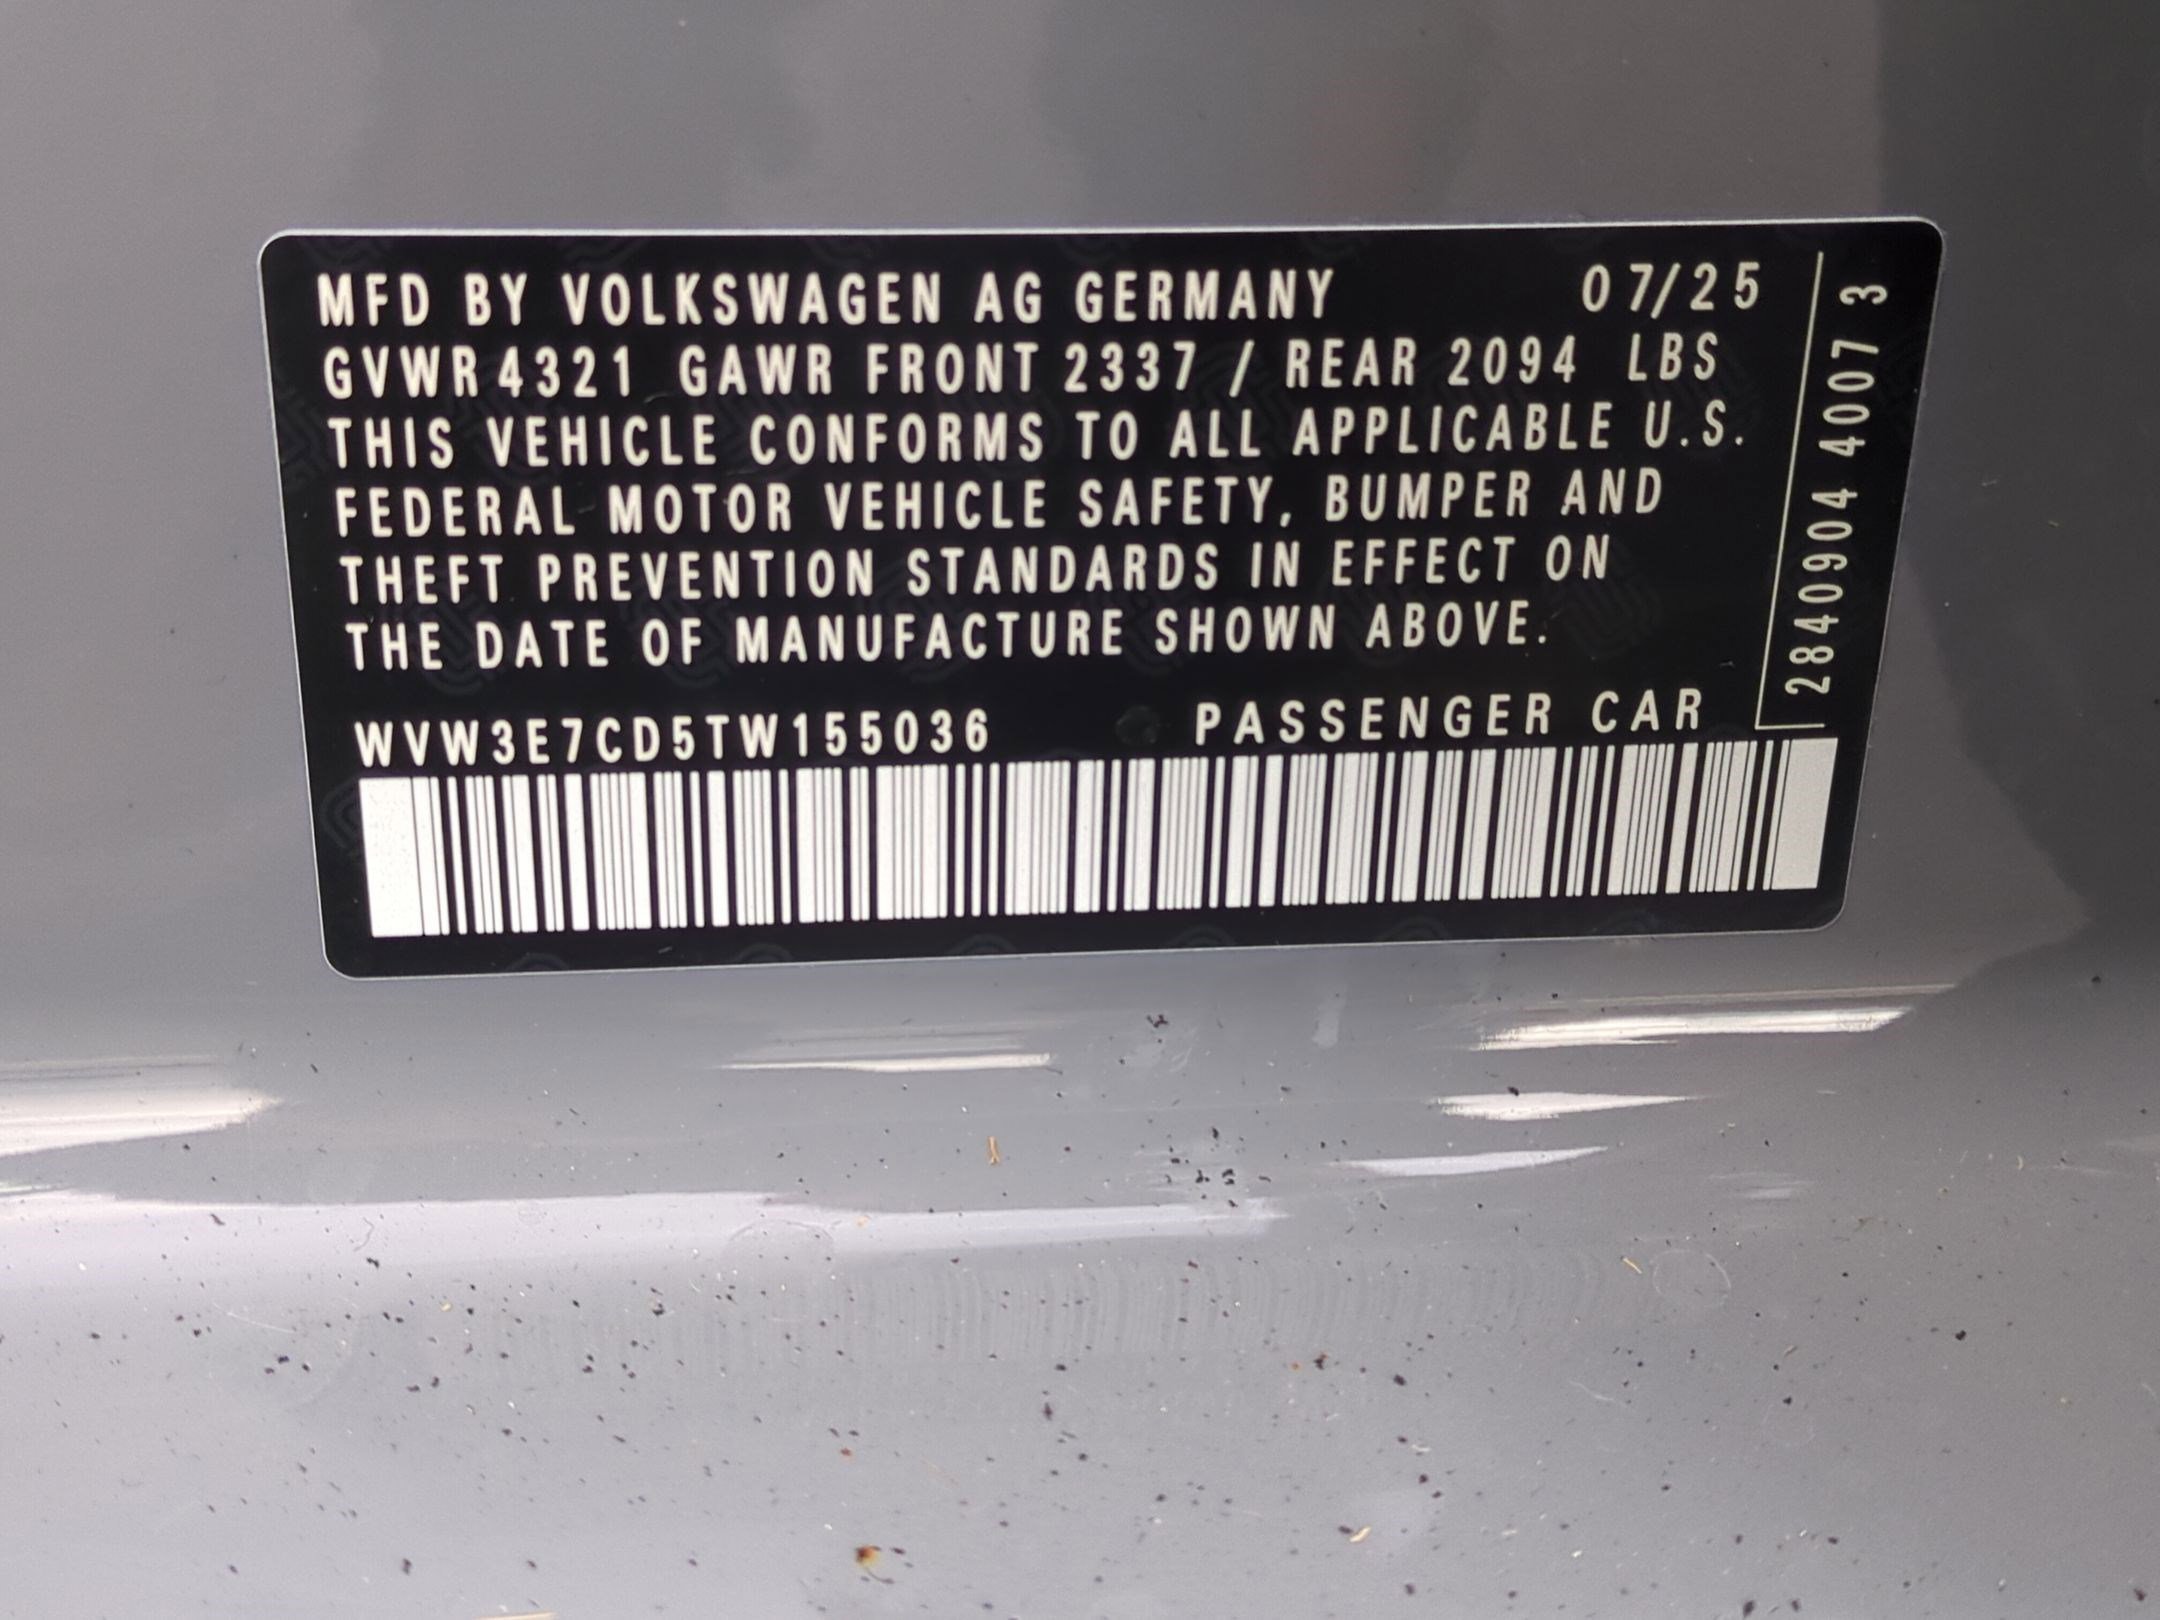 MFD BY VOLKSWAGEN AG GERMANY 07/25
GVWR 4321 GAWR FRONT 2337 / REAR 2094 LBS
THIS VEHICLE CONFORMS TO ALL APPLICABLE U.S.
FEDERAL MOTOR VEHICLE SAFETY, BUMPER AND
THEFT PREVENTION STANDARDS IN EFFECT ON
THE DATE OF MANUFACTURE SHOWN ABOVE.
WVW3E7CD5TW155036 PASSENGER CAR
2840904 4007 3